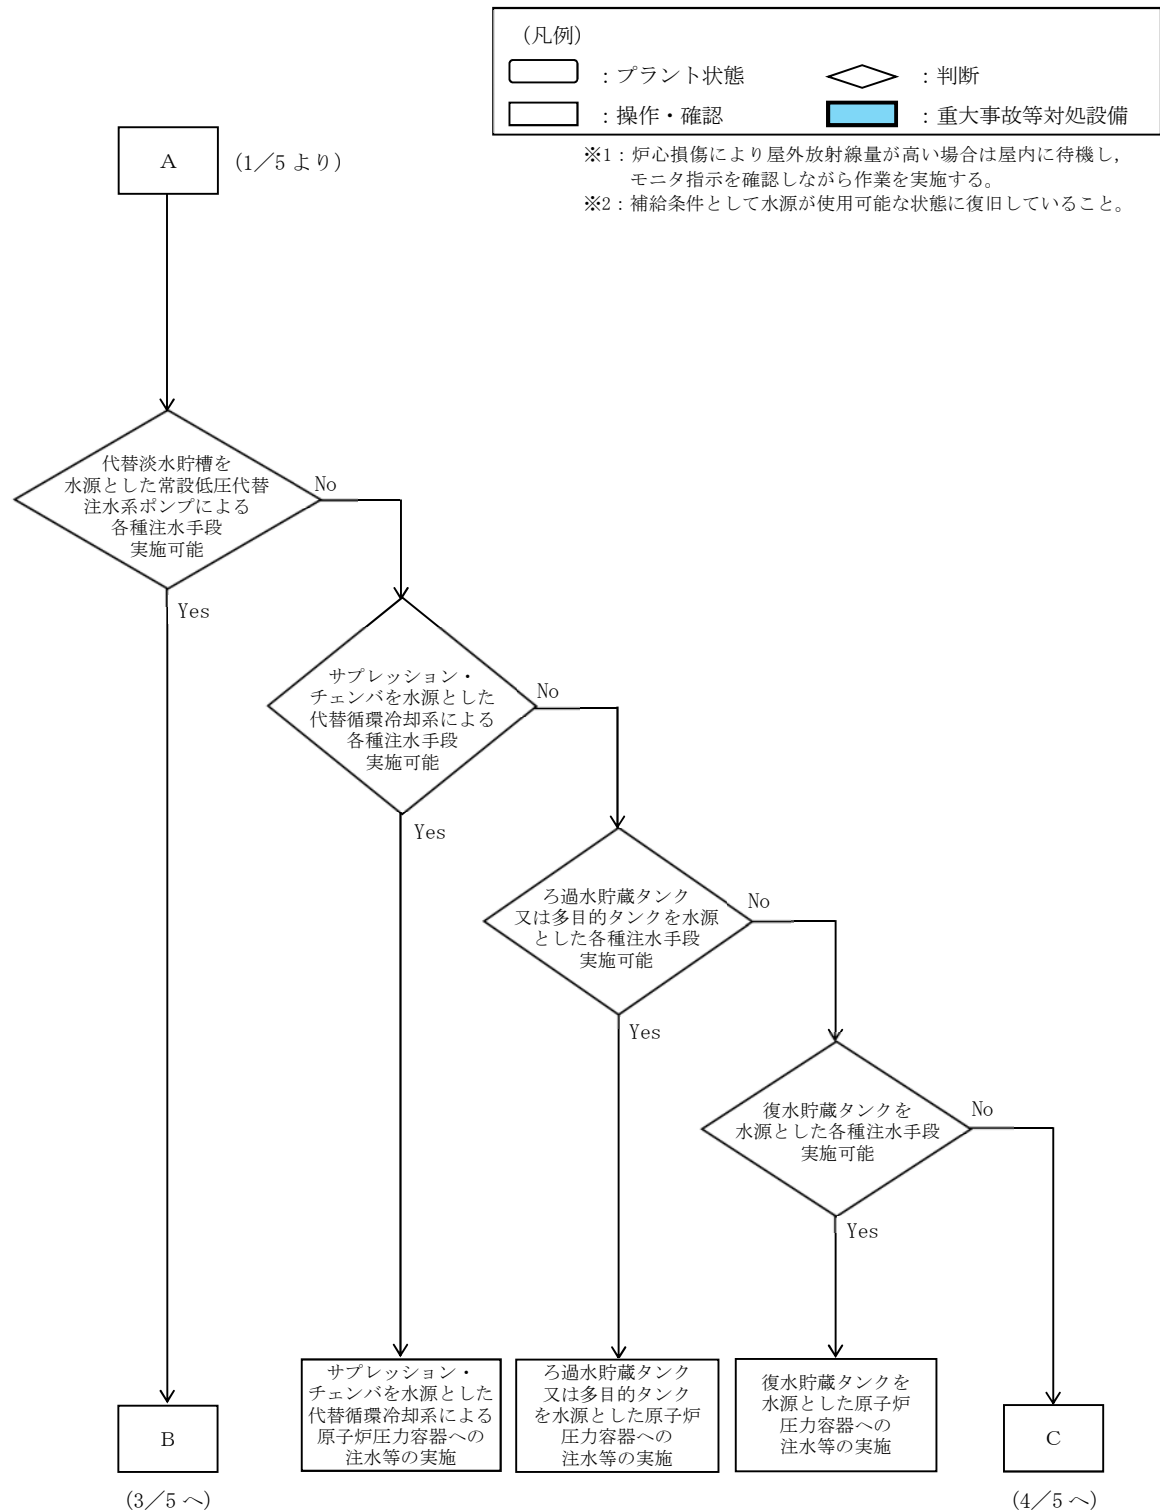 (凡例)
:プラント状態
:判断
:操作・確認
:重大事故等対処設備
※1:炉心損傷により屋外放射線量が高い場合は屋内に待機し,
モニタ指示を確認しながら作業を実施する。
※2:補給条件として水源が使用可能な状態に復旧していること。
A
(1/5 より)
代替淡水貯槽を
水源とした常設低圧代替
注水系ポンプによる
各種注水手段
実施可能
No
Yes
サプレッション・
チェンバを水源とした
代替循環冷却系による
各種注水手段
実施可能
No
Yes
ろ過水貯蔵タンク
又は多目的タンクを水源
とした各種注水手段
実施可能
No
Yes
復水貯蔵タンクを
水源とした各種注水手段
実施可能
No
Yes
B
(3/5 へ)
サプレッション・
チェンバを水源とした
代替循環冷却系による
原子炉圧力容器への
注水等の実施
ろ過水貯蔵タンク
又は多目的タンク
を水源とした原子炉
圧力容器への
注水等の実施
復水貯蔵タンクを
水源とした原子炉
圧力容器への
注水等の実施
C
(4/5 へ)